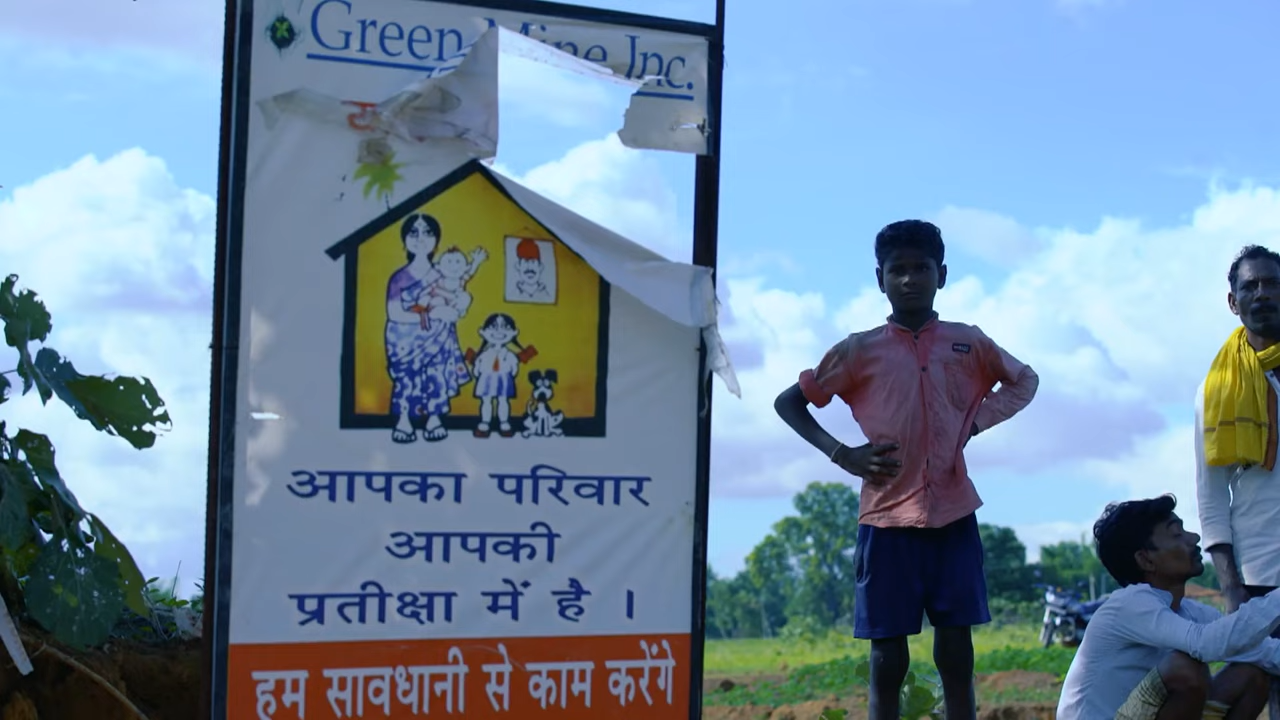 Green Mine Inc.
आपका परिवार
आपकी
प्रतीक्षा में है ।
हम सावधानी से काम करेंगे